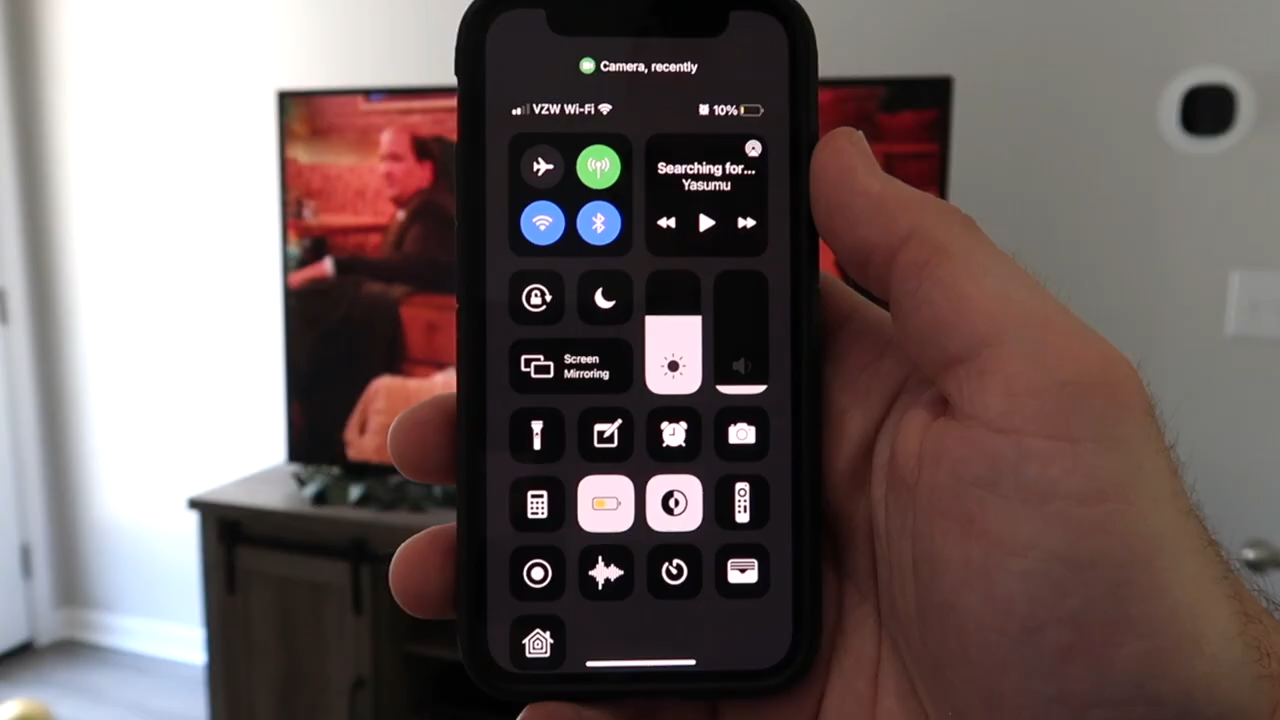 Camera, recently
VZW Wi-Fi 10%
Searching for...
Yasumu
Screen
Mirroring